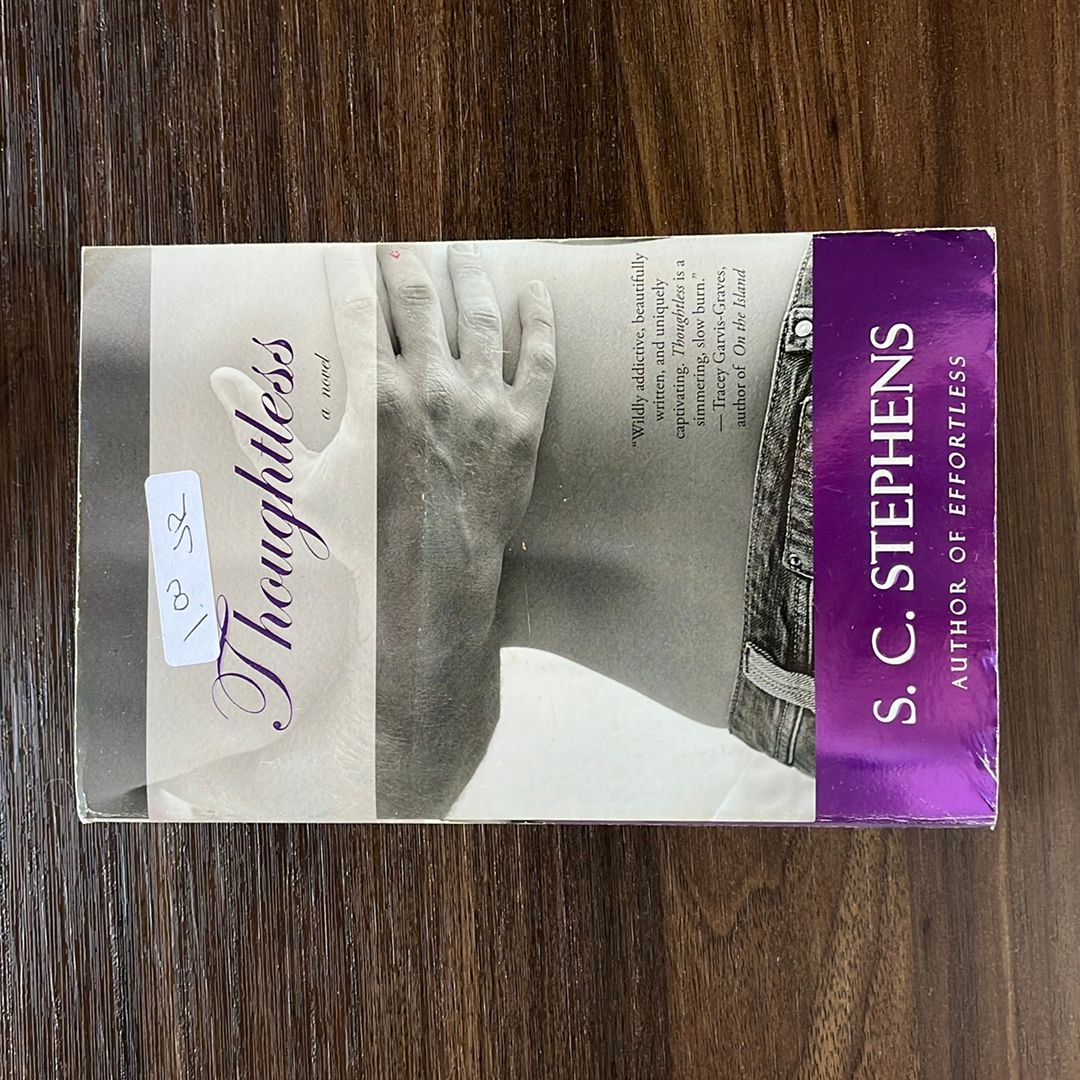 Thoughtless
a novel
“Wildly addictive, beautifully
written, and uniquely
captivating. Thoughtless is a
simmering, slow burn.”
— Tracey Garvis-Graves,
author of On the Island
S. C. STEPHENS
AUTHOR OF EFFORTLESS